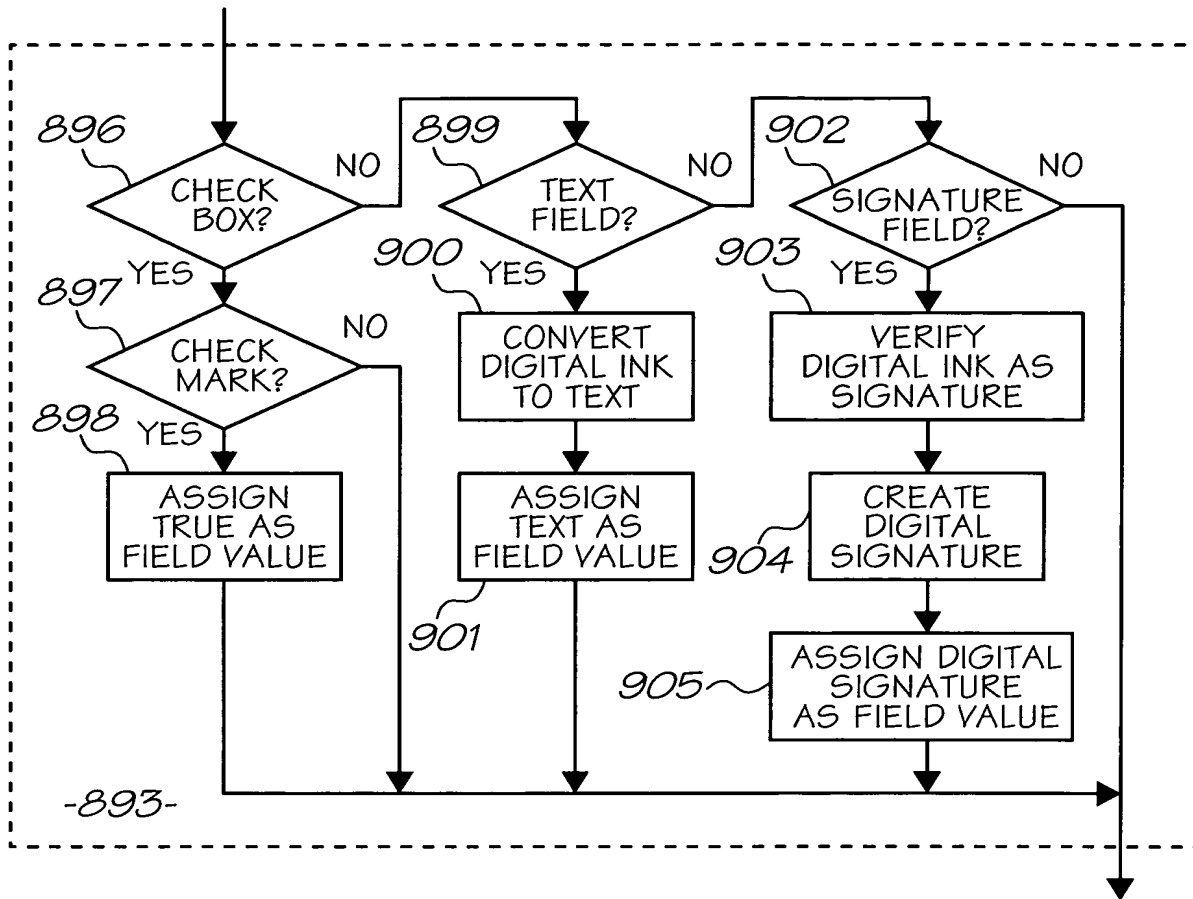 896
CHECK
BOX?
NO
YES
897
CHECK
MARK?
NO
YES
898
ASSIGN
TRUE AS
FIELD VALUE
899
TEXT
FIELD?
NO
YES
900
CONVERT
DIGITAL INK
TO TEXT
ASSIGN
TEXT AS
FIELD VALUE
901
902
SIGNATURE
FIELD?
NO
YES
903
VERIFY
DIGITAL INK AS
SIGNATURE
CREATE
DIGITAL
SIGNATURE
904
ASSIGN DIGITAL
SIGNATURE
AS FIELD VALUE
905
-893-